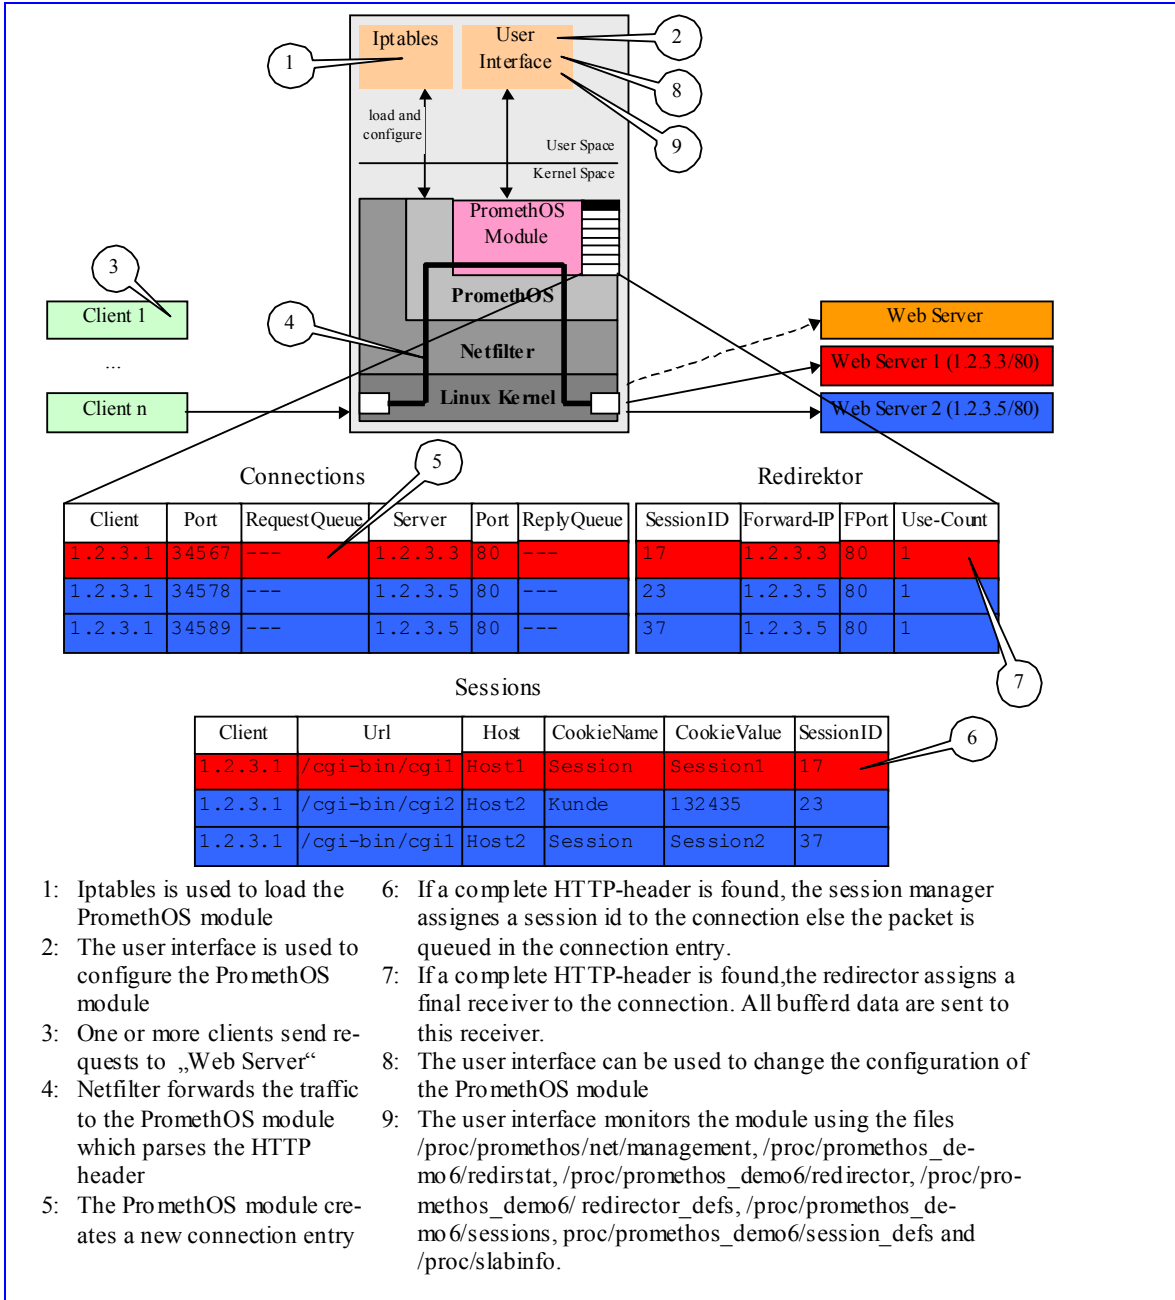 Iptables
User
Interface
1
2
8
9
load and
configure
User Space
Kernel Space
PromethOS
Module
3
Client 1
...
Client n
4
PromethOS
Netfilter
Linux Kernel
Web Server
Web Server 1 (1.2.3.3/80)
Web Server 2 (1.2.3.5/80)
Connections
5
Redirektor
Client Port RequestQueue Server Port ReplyQueue
1.2.3.1 34567 --- 1.2.3.3 80 ---
1.2.3.1 34578 --- 1.2.3.5 80 ---
1.2.3.1 34589 --- 1.2.3.5 80 ---
SessionID Forward-IP FPort Use-Count
17 1.2.3.3 80 1
23 1.2.3.5 80 1
37 1.2.3.5 80 1
7
Sessions
Client Url Host CookieName CookieValue SessionID
1.2.3.1 /cgi-bin/cgi1 Host1 Session Session1 17
1.2.3.1 /cgi-bin/cgi2 Host2 Kunde 132435 23
1.2.3.1 /cgi-bin/cgi1 Host2 Session Session2 37
6
1: Iptables is used to load the
PromethOS module
2: The user interface is used to
configure the PromethOS
module
3: One or more clients send re-
quests to „Web Server“
4: Netfilter forwards the traffic
to the PromethOS module
which parses the HTTP
header
5: The PromethOS module cre-
ates a new connection entry
6: If a complete HTTP-header is found, the session manager
assignes a session id to the connection else the packet is
queued in the connection entry.
7: If a complete HTTP-header is found,the redirector assigns a
final receiver to the connection. All bufferd data are sent to
this receiver.
8: The user interface can be used to change the configuration of
the PromethOS module
9: The user interface monitors the module using the files
/proc/promethos/net/management, /proc/promethos_de-
mo6/redirstat, /proc/promethos_demo6/redirector, /proc/pro-
methos_demo6/ redirector_defs, /proc/promethos_de-
mo6/sessions, proc/promethos_demo6/session_defs and
/proc/slabinfo.